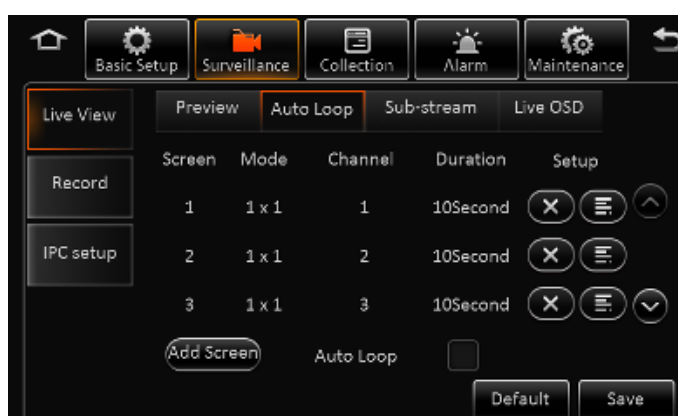 Basic Setup Surveillance Collection Alarm Maintenance
Live View Preview Auto Loop Sub-stream Live OSD
Screen Mode Channel Duration Setup
Record
1 1 x 1 1 10Second
IPC setup 2 1 x 1 2 10Second
3 1 x 1 3 10Second
Add Screen Auto Loop
Default Save